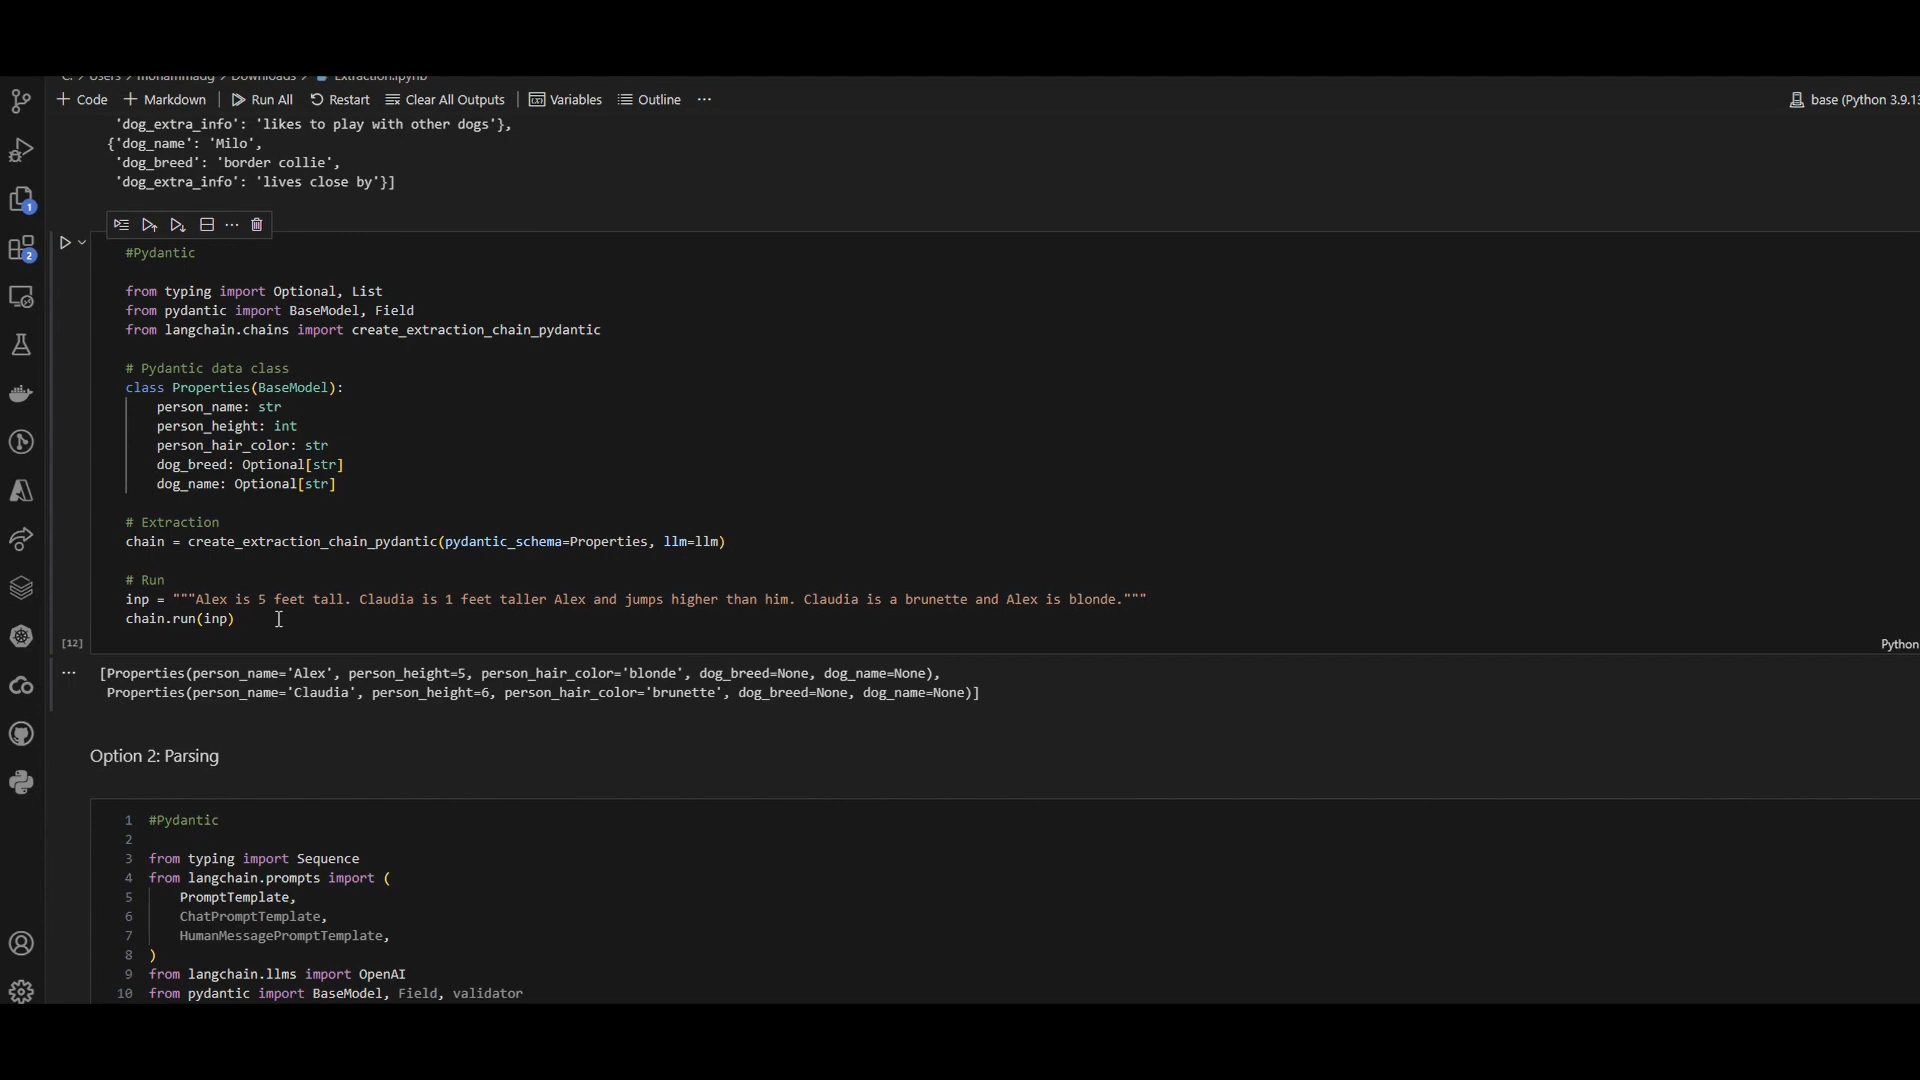 C: > Users > mohammadg > Downloads > Extraction.ipynb
+ Code + Markdown | Run All Restart Clear All Outputs | Variables Outline ...
base (Python 3.9.13
'dog_extra_info': 'likes to play with other dogs'},
{'dog_name': 'Milo',
'dog_breed': 'border collie',
'dog_extra_info': 'lives close by'}]
#Pydantic
from typing import Optional, List
from pydantic import BaseModel, Field
from langchain.chains import create_extraction_chain_pydantic
# Pydantic data class
class Properties(BaseModel):
person_name: str
person_height: int
person_hair_color: str
dog_breed: Optional[str]
dog_name: Optional[str]
# Extraction
chain = create_extraction_chain_pydantic(pydantic_schema=Properties, llm=llm)
# Run
inp = """Alex is 5 feet tall. Claudia is 1 feet taller Alex and jumps higher than him. Claudia is a brunette and Alex is blonde."""
chain.run(inp)
[12]
Python
... [Properties(person_name='Alex', person_height=5, person_hair_color='blonde', dog_breed=None, dog_name=None),
Properties(person_name='Claudia', person_height=6, person_hair_color='brunette', dog_breed=None, dog_name=None)]
Option 2: Parsing
1 #Pydantic
2
3 from typing import Sequence
4 from langchain.prompts import (
5 PromptTemplate,
6 ChatPromptTemplate,
7 HumanMessagePromptTemplate,
8 )
9 from langchain.llms import OpenAI
10 from pydantic import BaseModel, Field, validator
1
2